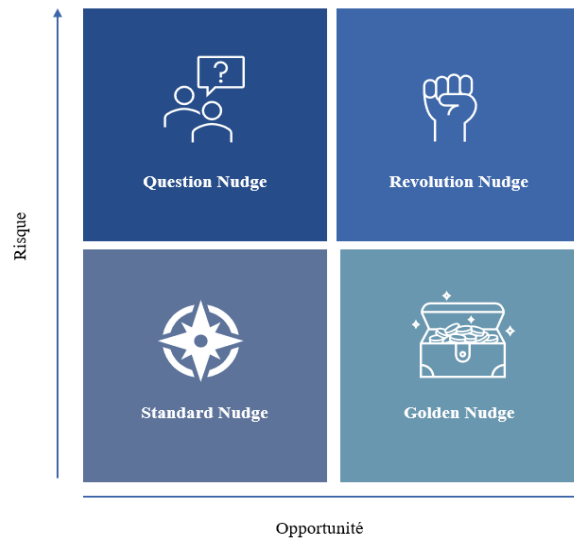 ?
Question Nudge
Revolution Nudge
Risque
Standard Nudge
Golden Nudge
Opportunité